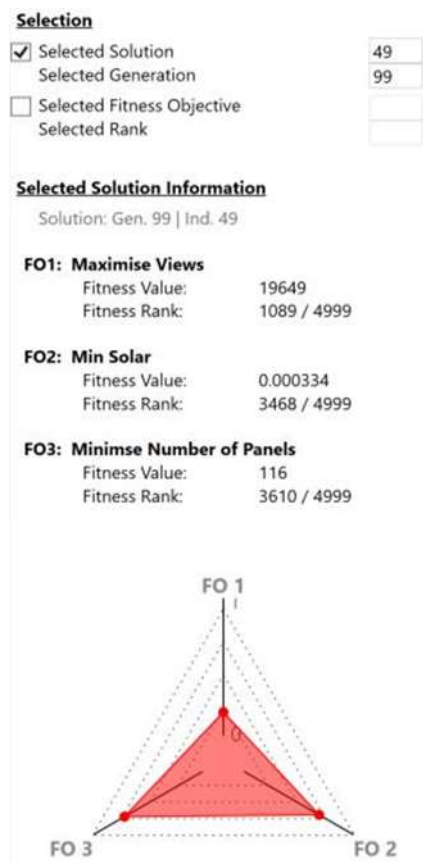 Selection
Selected Solution 49
Selected Generation 99
Selected Fitness Objective
Selected Rank
Selected Solution Information
Solution: Gen. 99 | Ind. 49
FO1: Maximise Views
Fitness Value: 19649
Fitness Rank: 1089 / 4999
FO2: Min Solar
Fitness Value: 0.000334
Fitness Rank: 3468 / 4999
FO3: Minimse Number of Panels
Fitness Value: 116
Fitness Rank: 3610 / 4999
FO 1
1
0
FO 3 FO 2